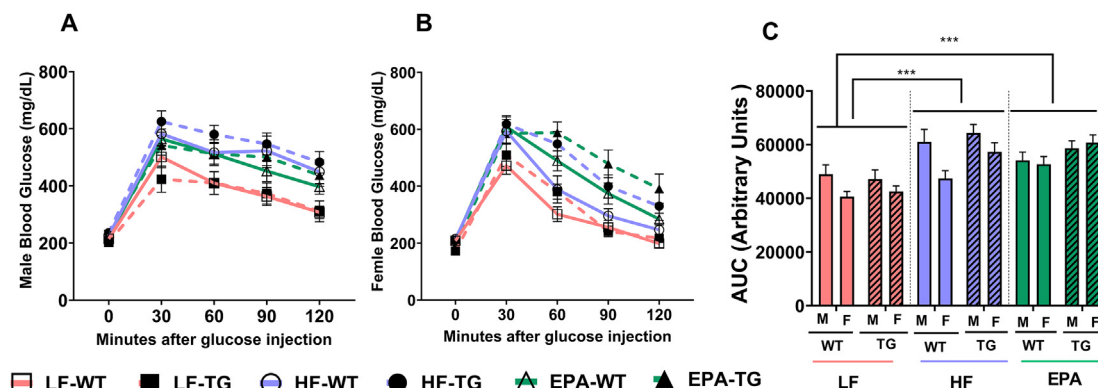 A
Male Blood Glucose (mg/dL)
800
600
400
200
0
0 30 60 90 120
Minutes after glucose injection
B
Femle Blood Glucose (mg/dL)
800
600
400
200
0
0 30 60 90 120
Minutes after glucose injection
C
***
***
AUC (Arbitrary Units )
80000
60000
40000
20000
0
M F M F M F M F M F M F
WT TG WT TG WT TG
LF HF EPA
LF-WT LF-TG HF-WT HF-TG EPA-WT EPA-TG